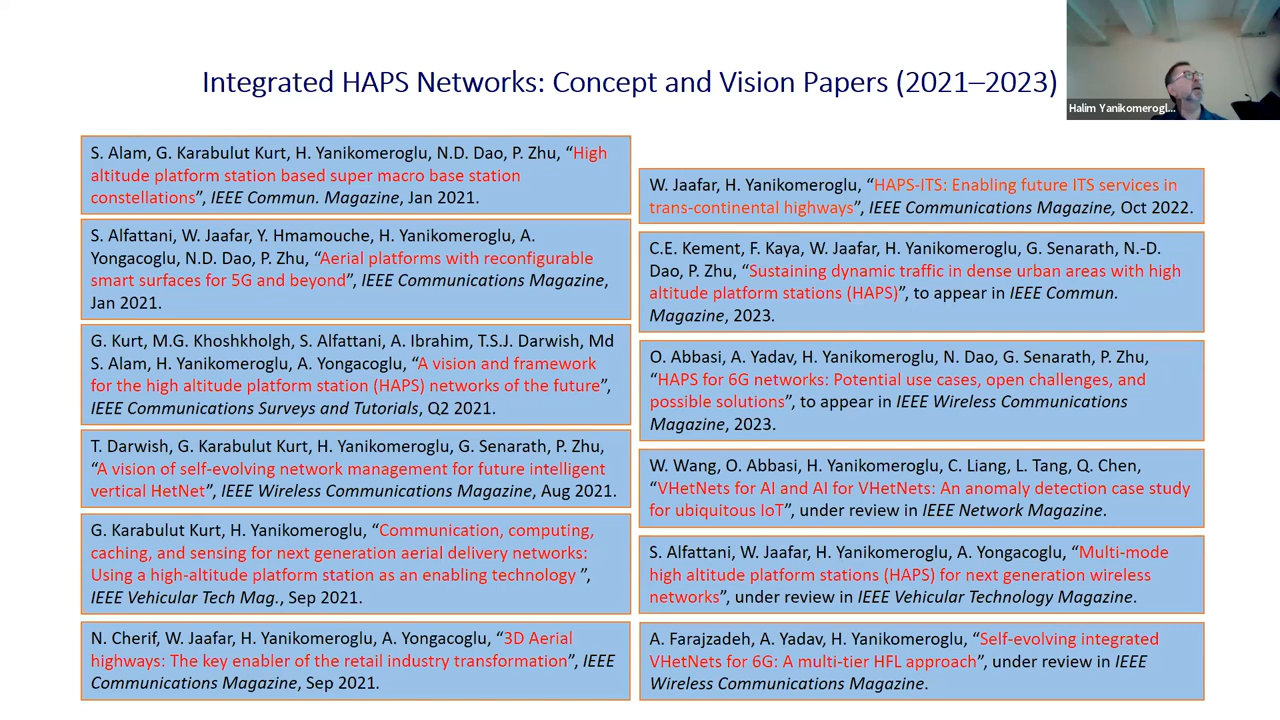 Integrated HAPS Networks: Concept and Vision Papers (2021–2023)
Halim Yanikomerogl...
S. Alam, G. Karabulut Kurt, H. Yanikomeroglu, N.D. Dao, P. Zhu, “High
altitude platform station based super macro base station
constellations”, IEEE Commun. Magazine, Jan 2021.
S. Alfattani, W. Jaafar, Y. Hmamouche, H. Yanikomeroglu, A.
Yongacoglu, N.D. Dao, P. Zhu, “Aerial platforms with reconfigurable
smart surfaces for 5G and beyond”, IEEE Communications Magazine,
Jan 2021.
G. Kurt, M.G. Khoshkholgh, S. Alfattani, A. Ibrahim, T.S.J. Darwish, Md
S. Alam, H. Yanikomeroglu, A. Yongacoglu, “A vision and framework
for the high altitude platform station (HAPS) networks of the future”,
IEEE Communications Surveys and Tutorials, Q2 2021.
T. Darwish, G. Karabulut Kurt, H. Yanikomeroglu, G. Senarath, P. Zhu,
“A vision of self-evolving network management for future intelligent
vertical HetNet”, IEEE Wireless Communications Magazine, Aug 2021.
G. Karabulut Kurt, H. Yanikomeroglu, “Communication, computing,
caching, and sensing for next generation aerial delivery networks:
Using a high-altitude platform station as an enabling technology ”,
IEEE Vehicular Tech Mag., Sep 2021.
N. Cherif, W. Jaafar, H. Yanikomeroglu, A. Yongacoglu, “3D Aerial
highways: The key enabler of the retail industry transformation”, IEEE
Communications Magazine, Sep 2021.
W. Jaafar, H. Yanikomeroglu, “HAPS-ITS: Enabling future ITS services in
trans-continental highways”, IEEE Communications Magazine, Oct 2022.
C.E. Kement, F. Kaya, W. Jaafar, H. Yanikomeroglu, G. Senarath, N.-D.
Dao, P. Zhu, “Sustaining dynamic traffic in dense urban areas with high
altitude platform stations (HAPS)”, to appear in IEEE Commun.
Magazine, 2023.
O. Abbasi, A. Yadav, H. Yanikomeroglu, N. Dao, G. Senarath, P. Zhu,
“HAPS for 6G networks: Potential use cases, open challenges, and
possible solutions”, to appear in IEEE Wireless Communications
Magazine, 2023.
W. Wang, O. Abbasi, H. Yanikomeroglu, C. Liang, L. Tang, Q. Chen,
“VHetNets for AI and AI for VHetNets: An anomaly detection case study
for ubiquitous IoT”, under review in IEEE Network Magazine.
S. Alfattani, W. Jaafar, H. Yanikomeroglu, A. Yongacoglu, “Multi-mode
high altitude platform stations (HAPS) for next generation wireless
networks”, under review in IEEE Vehicular Technology Magazine.
A. Farajzadeh, A. Yadav, H. Yanikomeroglu, “Self-evolving integrated
VHetNets for 6G: A multi-tier HFL approach”, under review in IEEE
Wireless Communications Magazine.